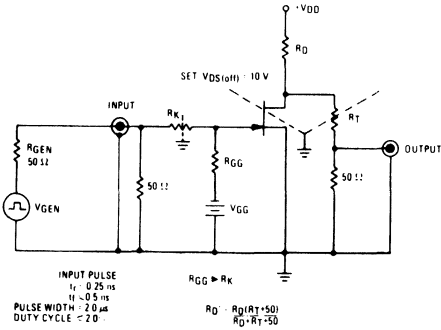 +VDD
RD
SET VDS(off) = 10 V
INPUT
RK
RT
RGEN
50 Ω
RGG
OUTPUT
50 Ω
50 Ω
VGEN
VGG
INPUT PULSE
tr 0.25 ns
tf 0.5 ns
PULSE WIDTH = 2.0 µs
DUTY CYCLE ≤ 2.0
RGG > RK
RD' = RD(RT+50)
RD+RT+50